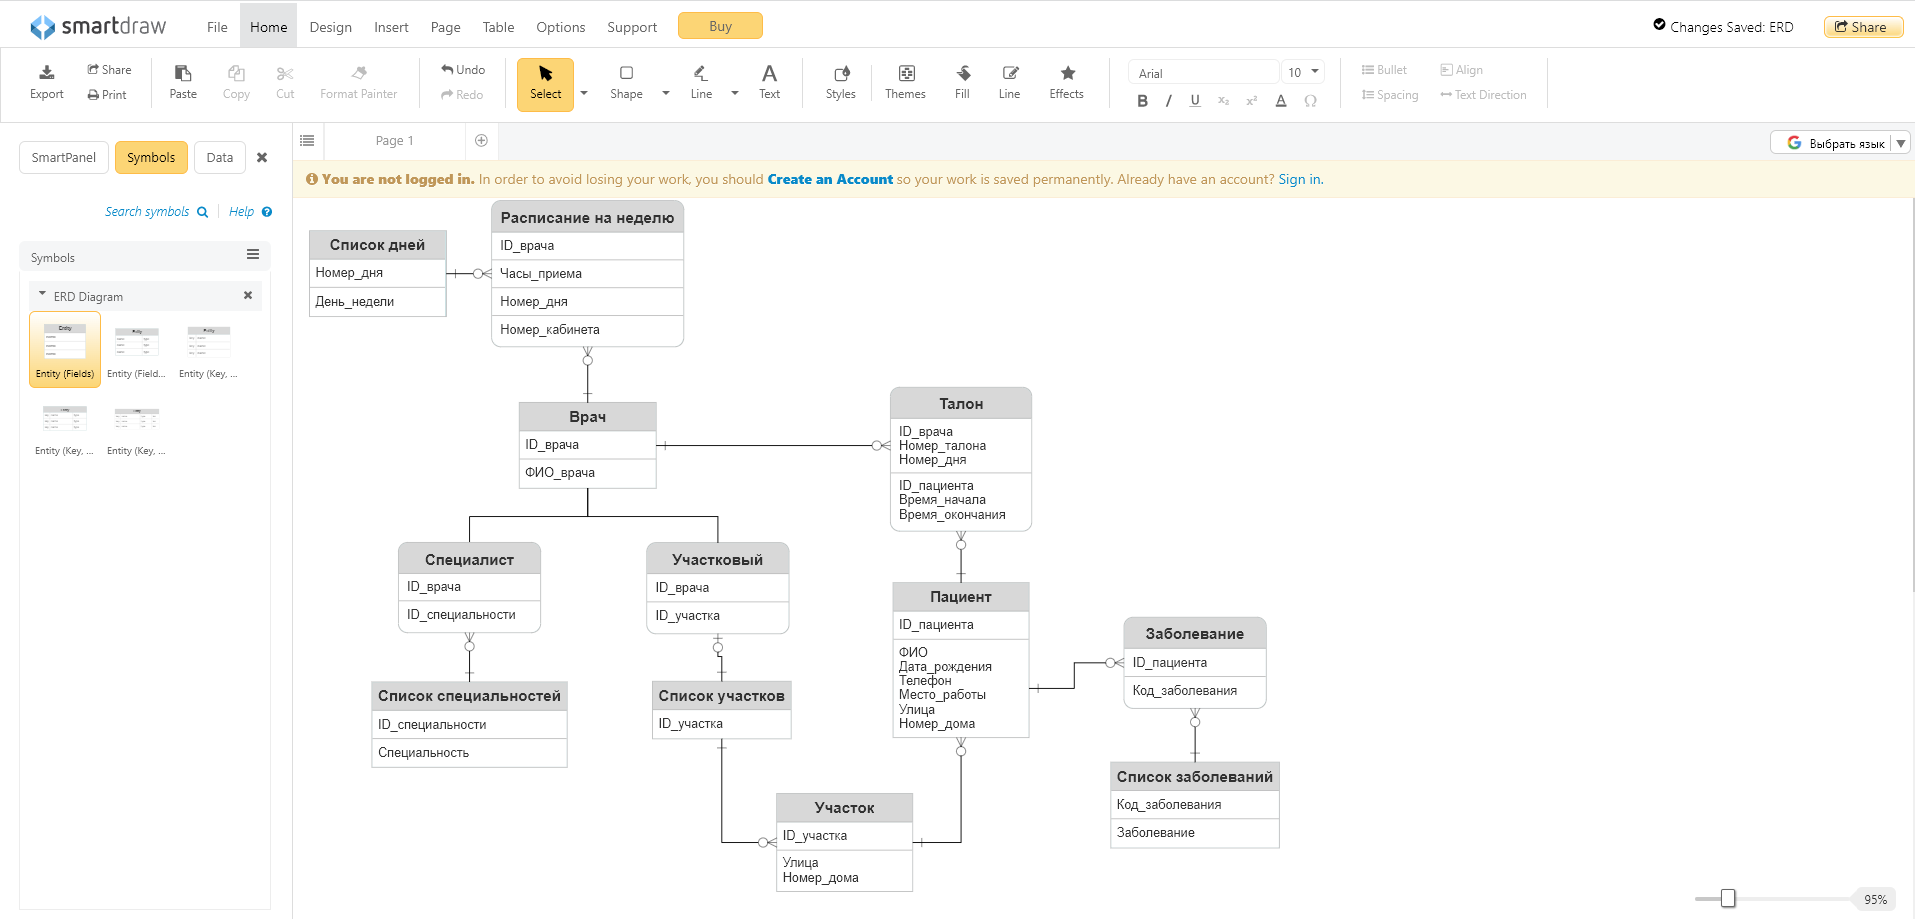 smartdraw
File Home Design Insert Page Table Options Support Buy
Changes Saved: ERD
Share
Export
Share
Print
Paste Copy Cut Format Painter
Undo
Redo
Select Shape Line Text
Styles Themes Fill Line Effects
Arial 10
B I U x₂ x² A Ω
Bullet Align
Spacing Text Direction
SmartPanel Symbols Data
Page 1
G Выбрать язык
You are not logged in. In order to avoid losing your work, you should Create an Account so your work is saved permanently. Already have an account? Sign in.
Search symbols Help
Symbols
ERD Diagram
Entity (Fields) Entity (Field... Entity (Key, ...
Entity (Key, ... Entity (Key, ...
Список дней
Номер_дня
День_недели
Расписание на неделю
ID_врача
Часы_приема
Номер_дня
Номер_кабинета
Врач
ID_врача
ФИО_врача
Талон
ID_врача
Номер_талона
Номер_дня
ID_пациента
Время_начала
Время_окончания
Специалист
ID_врача
ID_специальности
Участковый
ID_врача
ID_участка
Пациент
ID_пациента
ФИО
Дата_рождения
Телефон
Место_работы
Улица
Номер_дома
Заболевание
ID_пациента
Код_заболевания
Список специальностей
ID_специальности
Специальность
Список участков
ID_участка
Список заболеваний
Код_заболевания
Заболевание
Участок
ID_участка
Улица
Номер_дома
95%